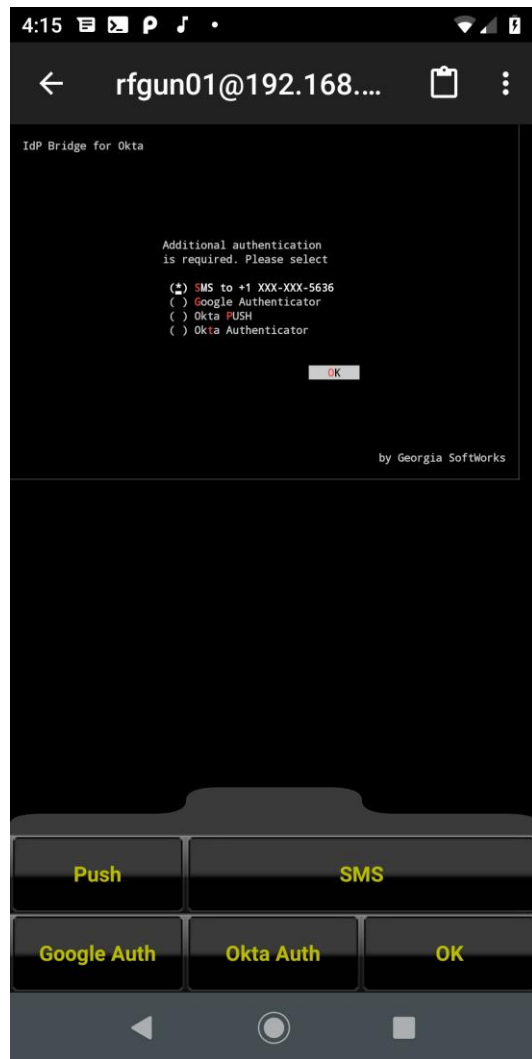 4:15
rfgun01@192.168....
IdP Bridge for Okta
Additional authentication
is required. Please select
(*) SMS to +1 XXX-XXX-5636
( ) Google Authenticator
( ) Okta PUSH
( ) Okta Authenticator
OK
by Georgia SoftWorks
Push
SMS
Google Auth
Okta Auth
OK